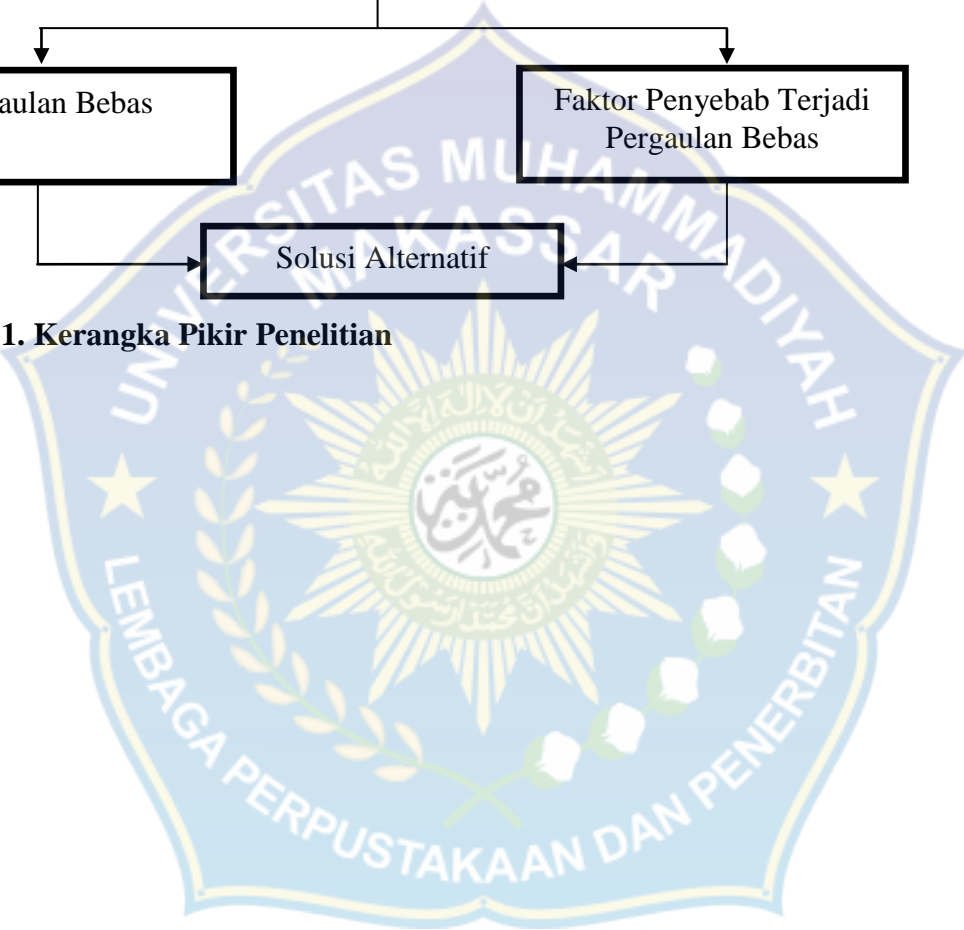 aulan Bebas
Faktor Penyebab Terjadi
Pergaulan Bebas
Solusi Alternatif
1. Kerangka Pikir Penelitian
UNIVERSITAS MUHAMMADIYAH
MAKASSAR
LEMBAGA PERPUSTAKAAN DAN PENERBITAN